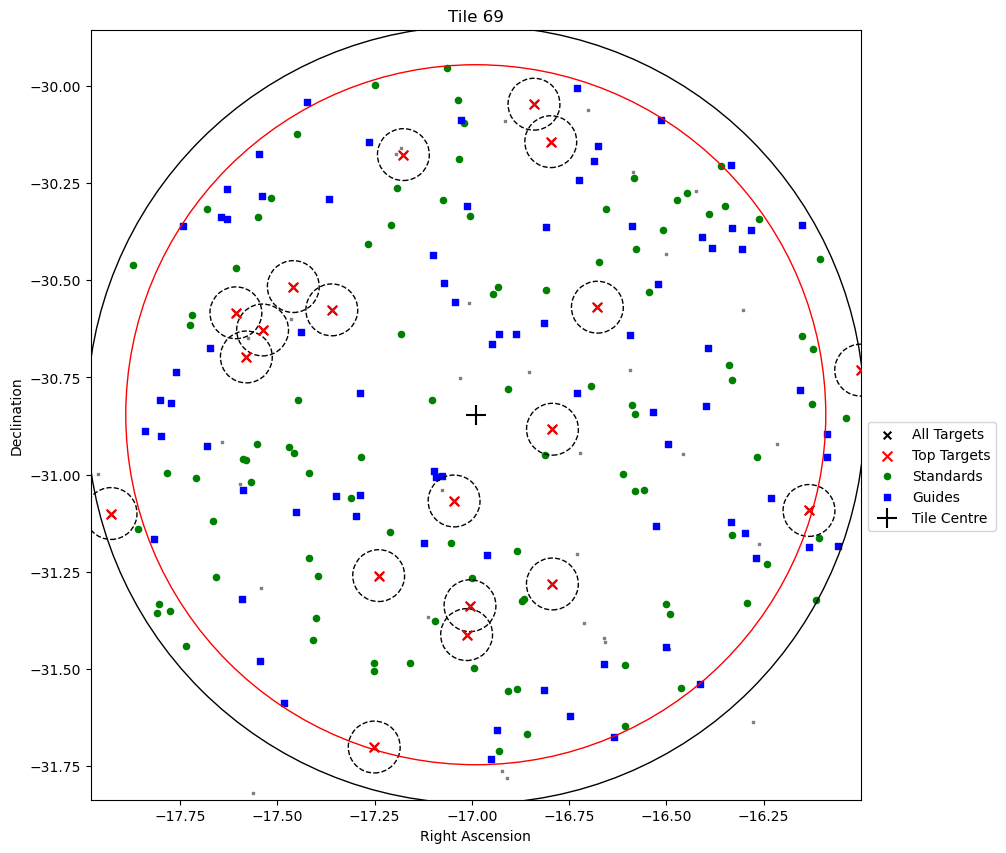 Tile 69
Declination
−30.00
−30.25
−30.50
−30.75
−31.00
−31.25
−31.50
−31.75
All Targets
Top Targets
Standards
Guides
Tile Centre
−17.75
−17.50
−17.25
−17.00
−16.75
−16.50
−16.25
Right Ascension